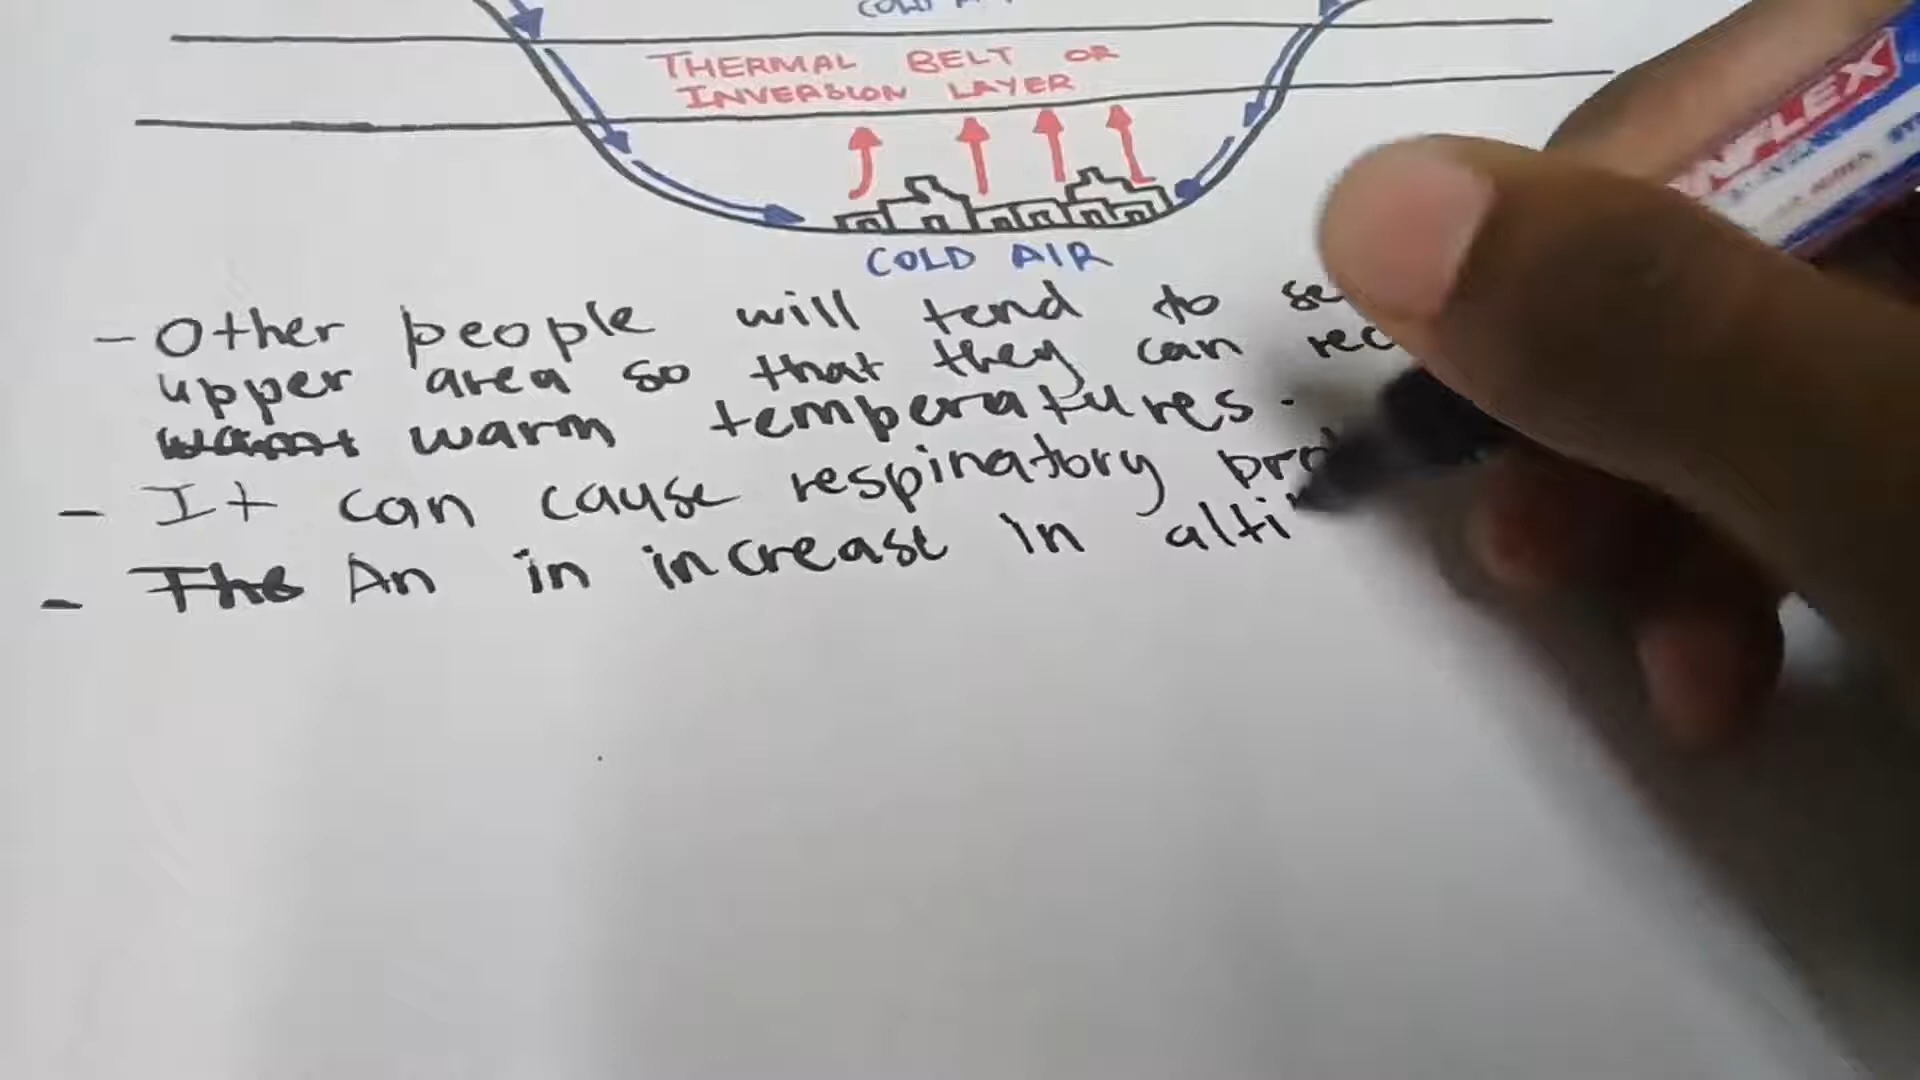 THERMAL BELT OR
INVERSION LAYER
COLD AIR
- Other people will tend to
upper area so that they can
warm temperatures.
- It can cause respiratory
- The An in increase in